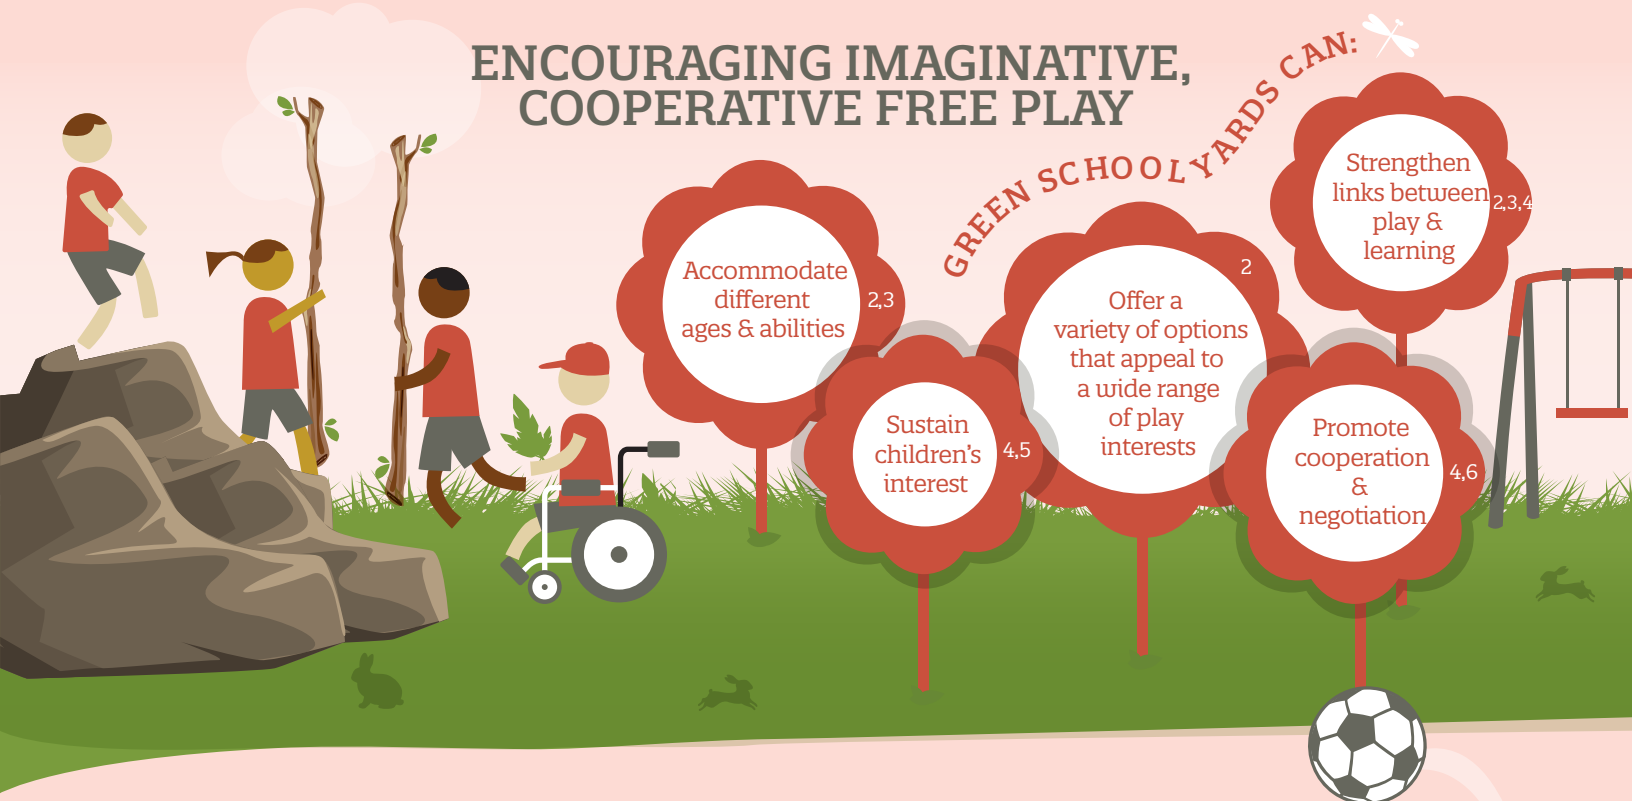 ENCOURAGING IMAGINATIVE,
COOPERATIVE FREE PLAY
GREEN SCHOOLYARDS CAN:
Accommodate
different
ages & abilities
2,3
Sustain
children's
interest
4,5
Offer a
variety of options
that appeal to
a wide range
of play
interests
2
Strengthen
links between
play &
learning
2,3,4
Promote
cooperation
&
negotiation
4,6